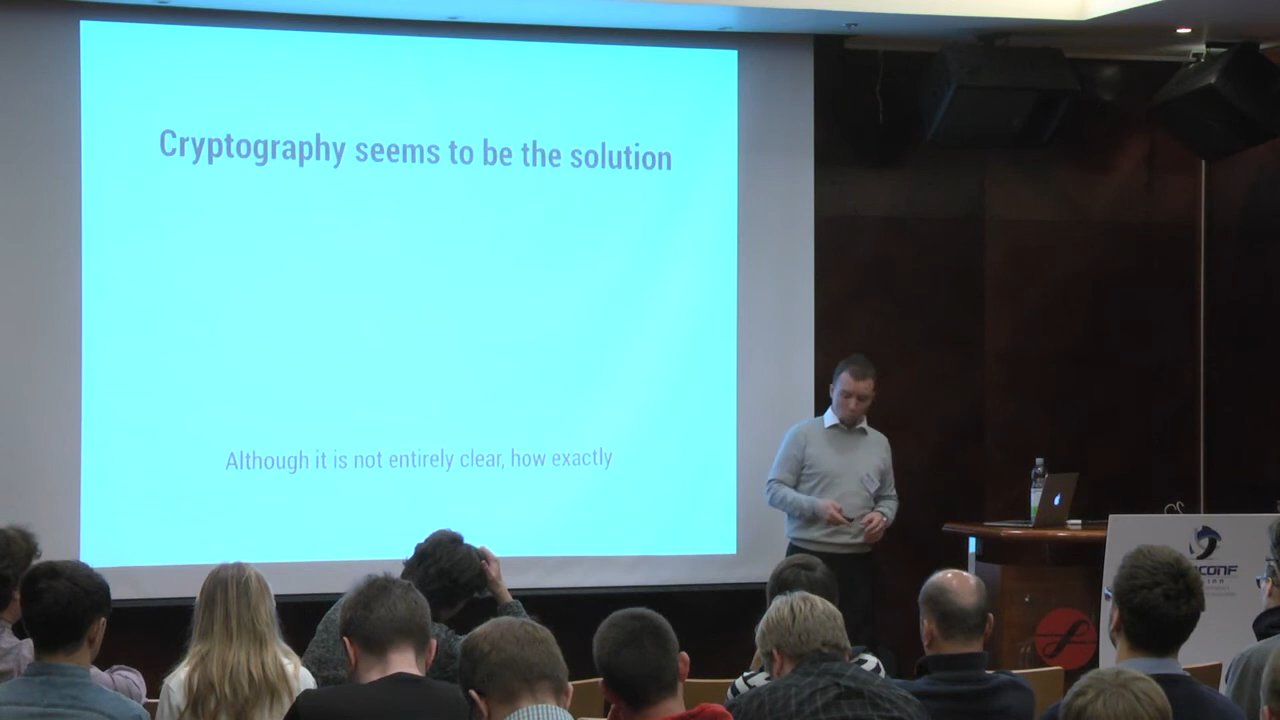 Cryptography seems to be the solution
Although it is not entirely clear, how exactly